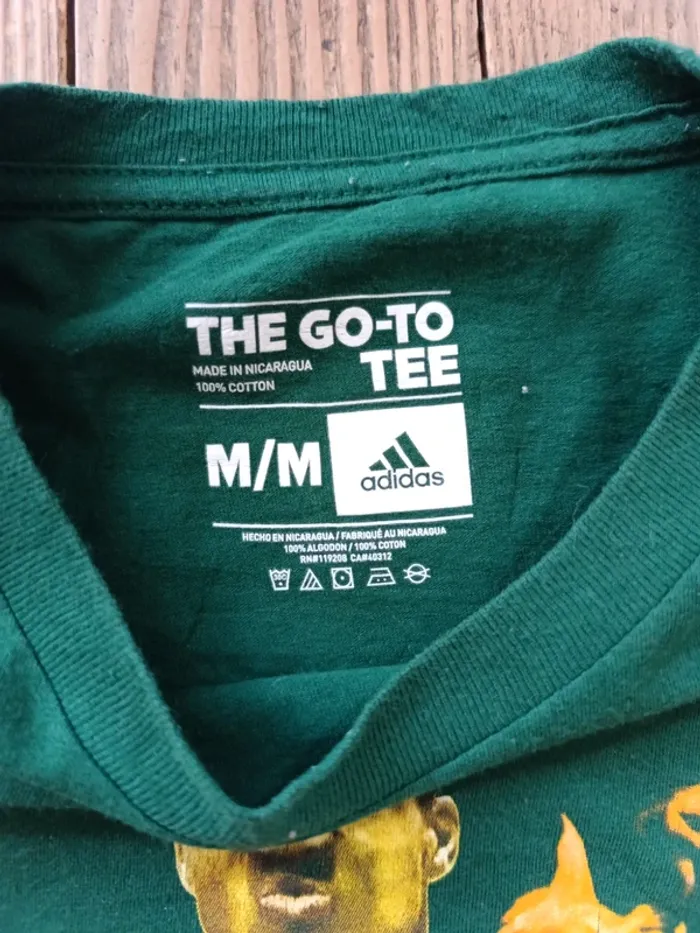 THE GO-TO
TEE
MADE IN NICARAGUA
100% COTTON
M/M
adidas
HECHO EN NICARAGUA / FABRIQUÉ AU NICARAGUA
100% ALGODON / 100% COTON
RN#119208 CA#40312